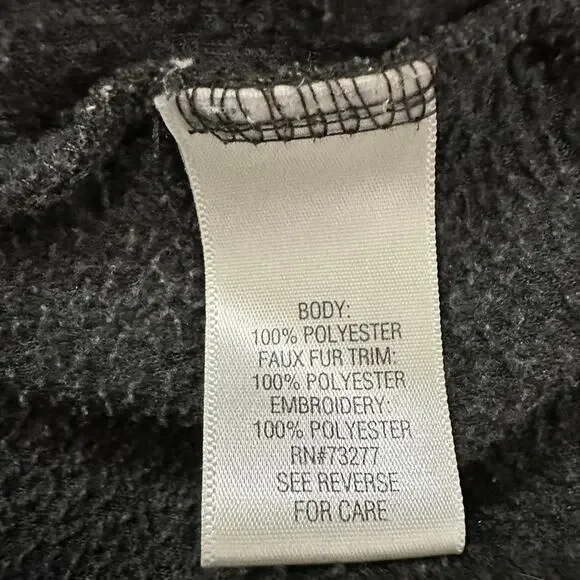 BODY:
100% POLYESTER
FAUX FUR TRIM:
100% POLYESTER
EMBROIDERY:
100% POLYESTER
RN#73277
SEE REVERSE
FOR CARE